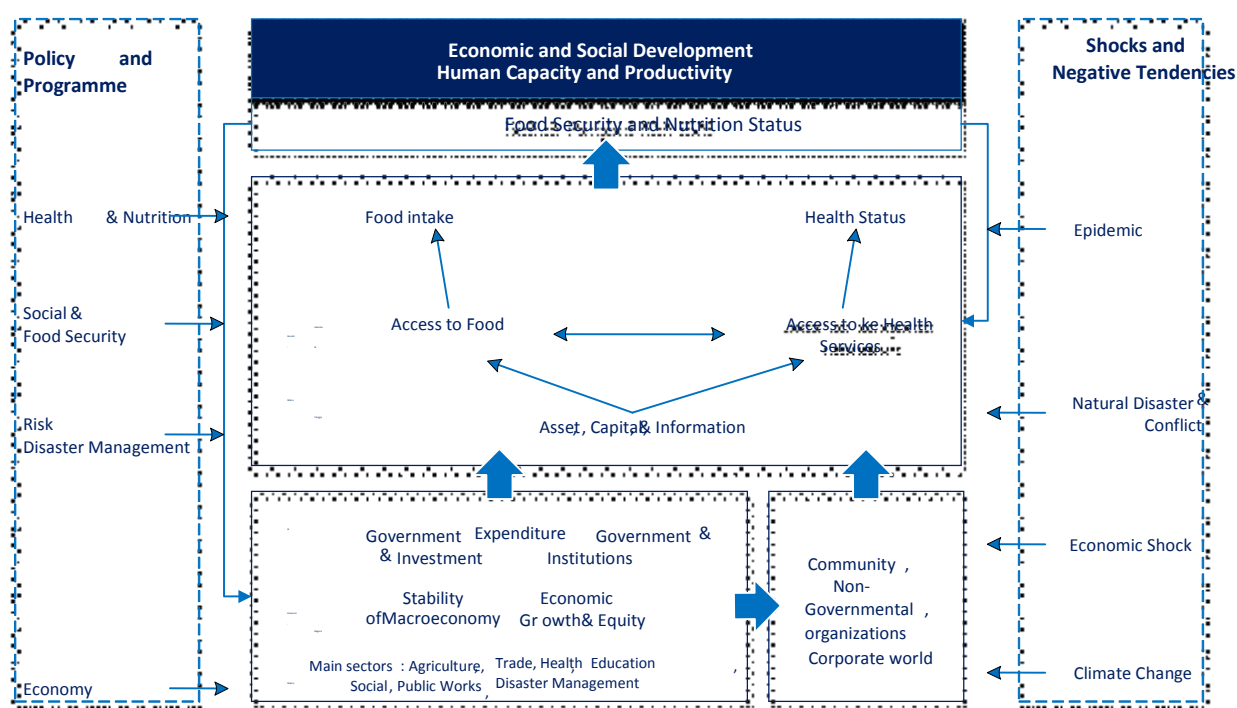 Policy and
Programme
Health & Nutrition
Social &
Food Security
Risk
Disaster Management
Economy
Economic and Social Development
Human Capacity and Productivity
Food Security and Nutrition Status
Food intake
Health Status
Access to Food
Access to ke Health
Services
Asset, Capital,& Information
Government Expenditure
& Investment
Government &
Institutions
Stability
ofMacroeconomy
Economic
Gr owth& Equity
Main sectors : Agriculture, Trade, Health, Education ,
Social, Public Works , Disaster Management
Community ,
Non-
Governmental ,
organizations
Corporate world
Shocks and
Negative Tendencies
Epidemic
Natural Disaster &
Conflict
Economic Shock
Climate Change